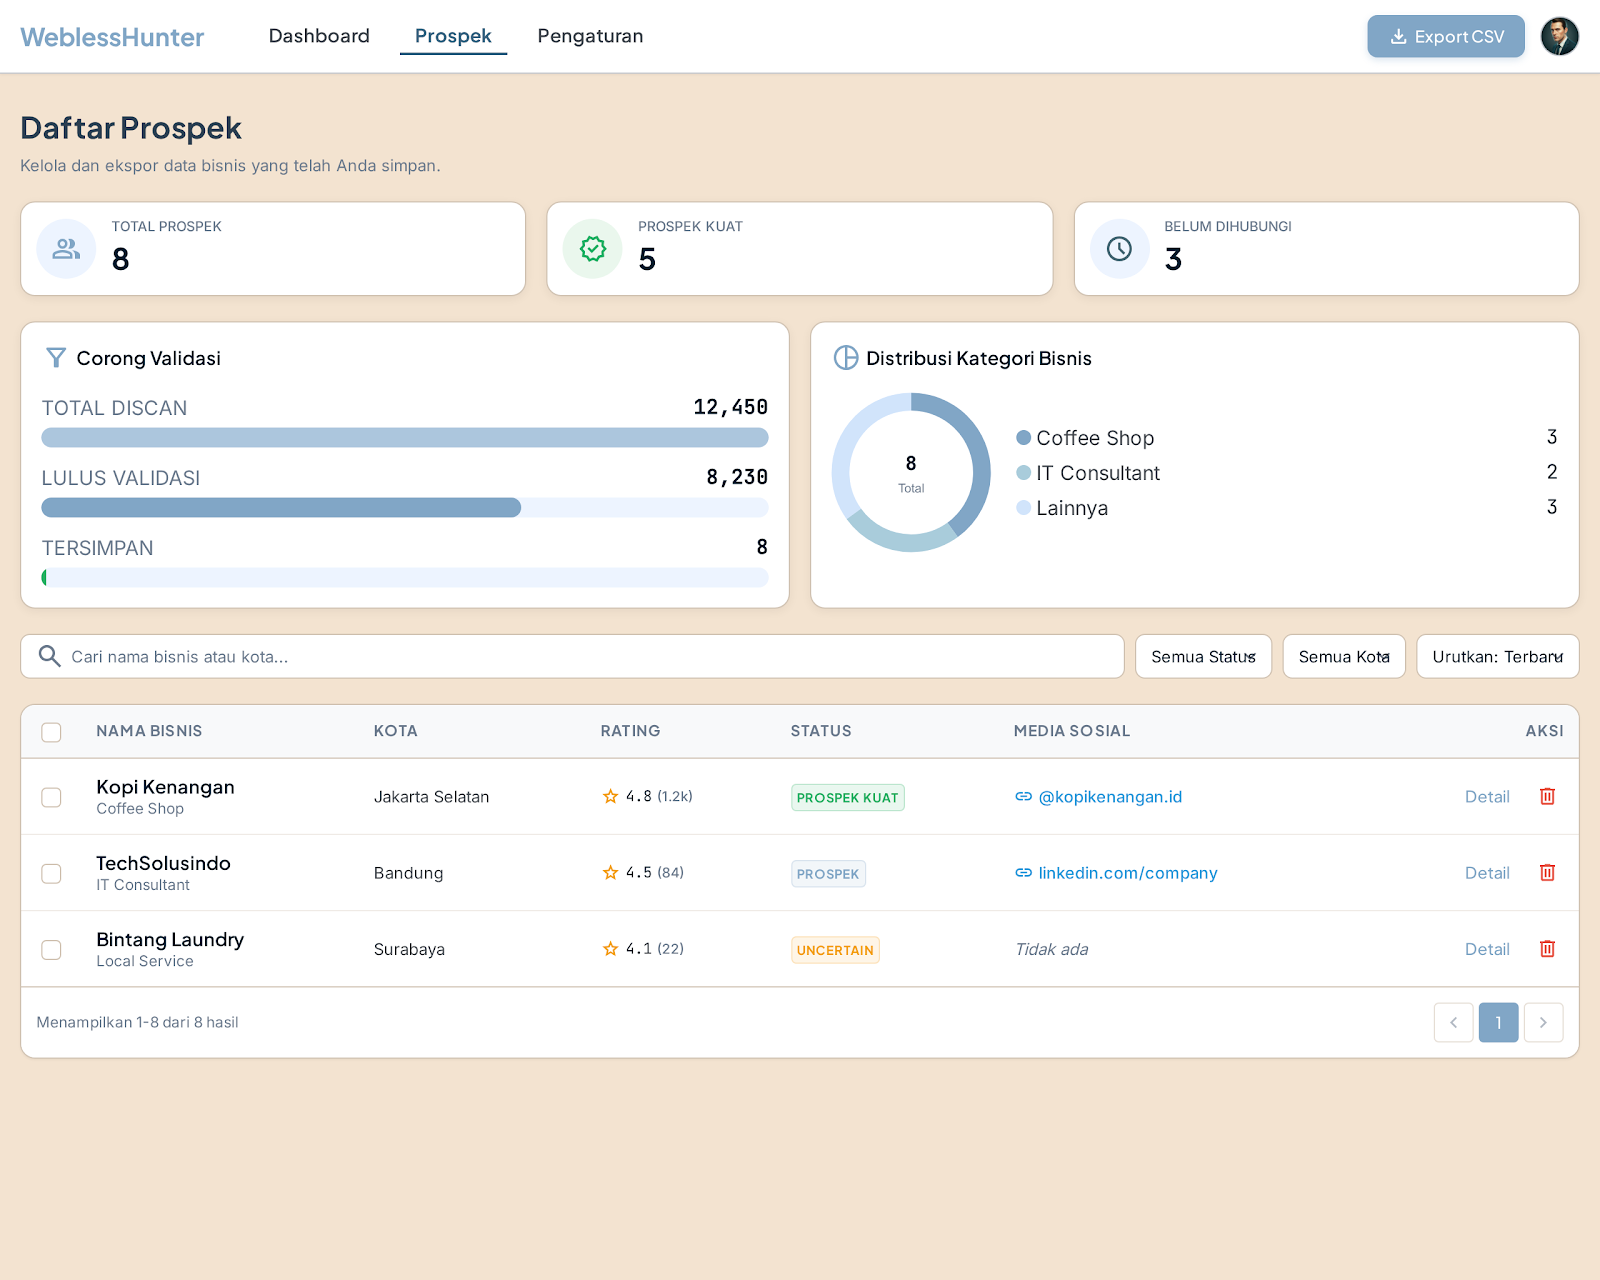 WeblessHunter
Dashboard
Prospek
Pengaturan
Export CSV
Daftar Prospek
Kelola dan ekspor data bisnis yang telah Anda simpan.
TOTAL PROSPEK
8
PROSPEK KUAT
5
BELUM DIHUBUNGI
3
Corong Validasi
TOTAL DISCAN 12,450
LULUS VALIDASI 8,230
TERSIMPAN 8
Distribusi Kategori Bisnis
8
Total
Coffee Shop 3
IT Consultant 2
Lainnya 3
Cari nama bisnis atau kota...
Semua Status
Semua Kota
Urutkan: Terbaru
NAMA BISNIS KOTA RATING STATUS MEDIA SOSIAL AKSI
Kopi Kenangan
Coffee Shop
Jakarta Selatan
4.8 (1.2k)
PROSPEK KUAT
@kopikenangan.id
Detail
TechSolusindo
IT Consultant
Bandung
4.5 (84)
PROSPEK
linkedin.com/company
Detail
Bintang Laundry
Local Service
Surabaya
4.1 (22)
UNCERTAIN
Tidak ada
Detail
Menampilkan 1-8 dari 8 hasil
1